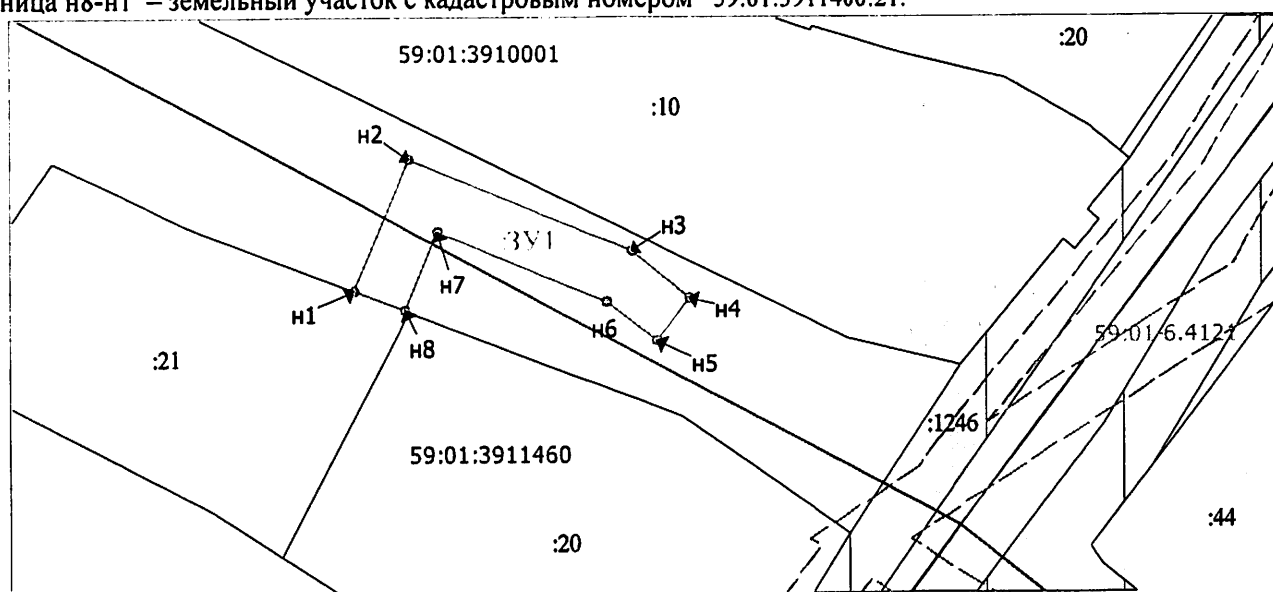 ница н8-н1 – земельный участок с кадастровым номером 59:01:3911460:21.
59:01:3910001
:20
:10
н2
:ЗУ1
н3
н7
н4
н1
н6
н8
н5
59:01-6.4121
:21
:1246
59:01:3911460
:44
:20